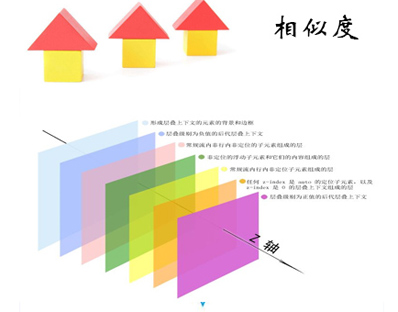 相似度
形成层叠上下文的元素的背景和边框
层叠级别为负值的后代层叠上下文
常规流内非行内非定位的子元素组成的层
非定位的浮动子元素和它们的内容组成的层
常规流内行内非定位的子元素组成的层
任何 z-index 是 auto 的定位子元素，以及
z-index 是 0 的层叠上下文组成的层
层叠级别为正值的后代层叠上下文
Z 轴